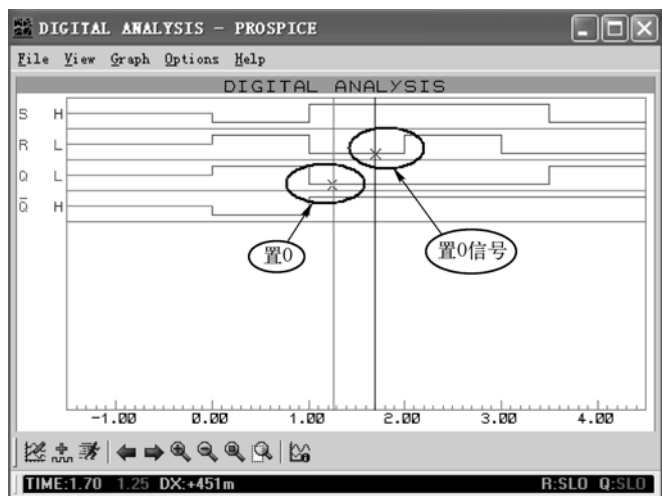 DIGITAL ANALYSIS - PROSPICE
File View Graph Options Help
DIGITAL ANALYSIS
S H
R L
Q L
Q̅ H
置0
置0信号
-1.00 0.00 1.00 2.00 3.00 4.00
TIME:1.70 1.25 DX:+451m R:SLO Q:SLO